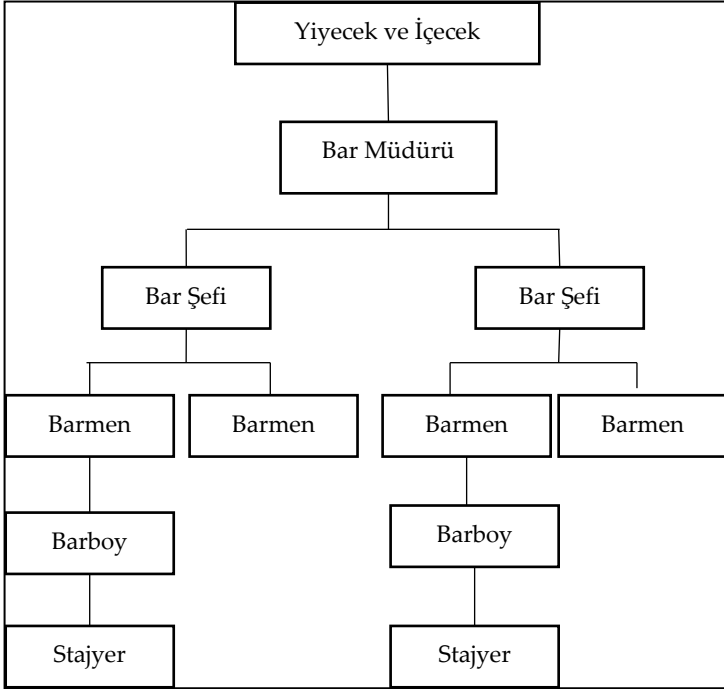 Yiyecek ve İçecek
Bar Müdürü
Bar Şefi
Bar Şefi
Barmen
Barmen
Barmen
Barmen
Barboy
Barboy
Stajyer
Stajyer